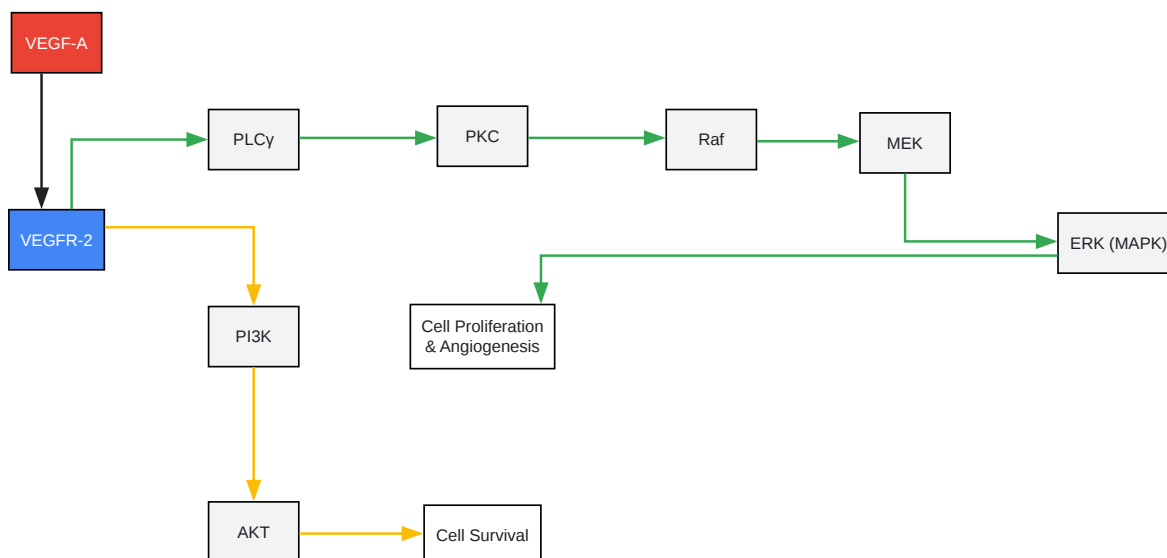 VEGF-A
PLCγ
PKC
Raf
MEK
VEGFR-2
ERK (MAPK)
PI3K
Cell Proliferation
& Angiogenesis
AKT
Cell Survival